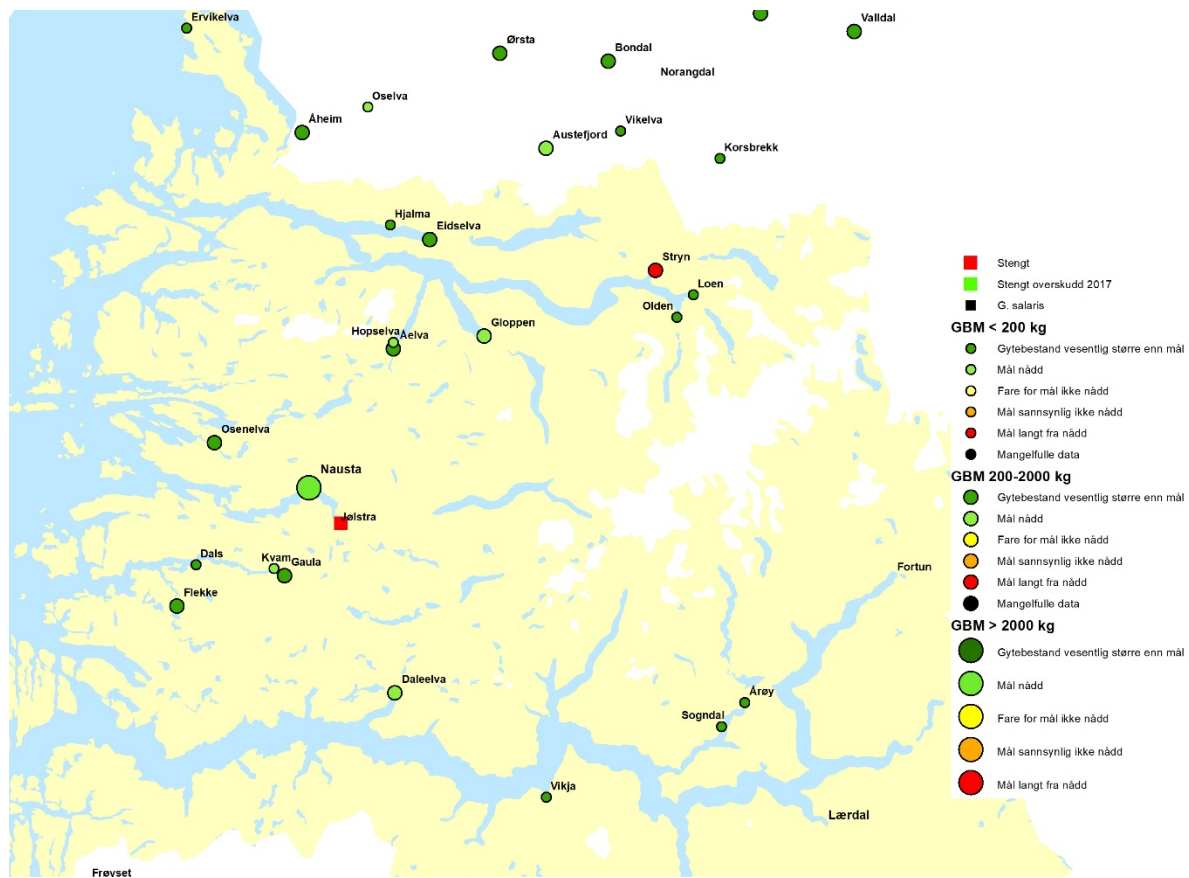 Ervikelva
Valldal
Ørsta
Bondal
Norangdal
Oselva
Åheim
Vikelva
Austefjord
Korsbrekk
Hjalma
Eidselva
Stryn
Loen
Olden
Hopselva
Aelva
Gloppen
Osenelva
Nausta
Jølstra
Dals
Kvam
Gaula
Flekke
Fortun
Daleelva
Årøy
Sogndal
Vikja
Lærdal
Frøyset
Stengt
Stengt overskudd 2017
G. salaris
GBM < 200 kg
Gytebestand vesentlig større enn mål
Mål nådd
Fare for mål ikke nådd
Mål sannsynlig ikke nådd
Mål langt fra nådd
Mangelfulle data
GBM 200-2000 kg
Gytebestand vesentlig større enn mål
Mål nådd
Fare for mål ikke nådd
Mål sannsynlig ikke nådd
Mål langt fra nådd
Mangelfulle data
GBM > 2000 kg
Gytebestand vesentlig større enn mål
Mål nådd
Fare for mål ikke nådd
Mål sannsynlig ikke nådd
Mål langt fra nådd